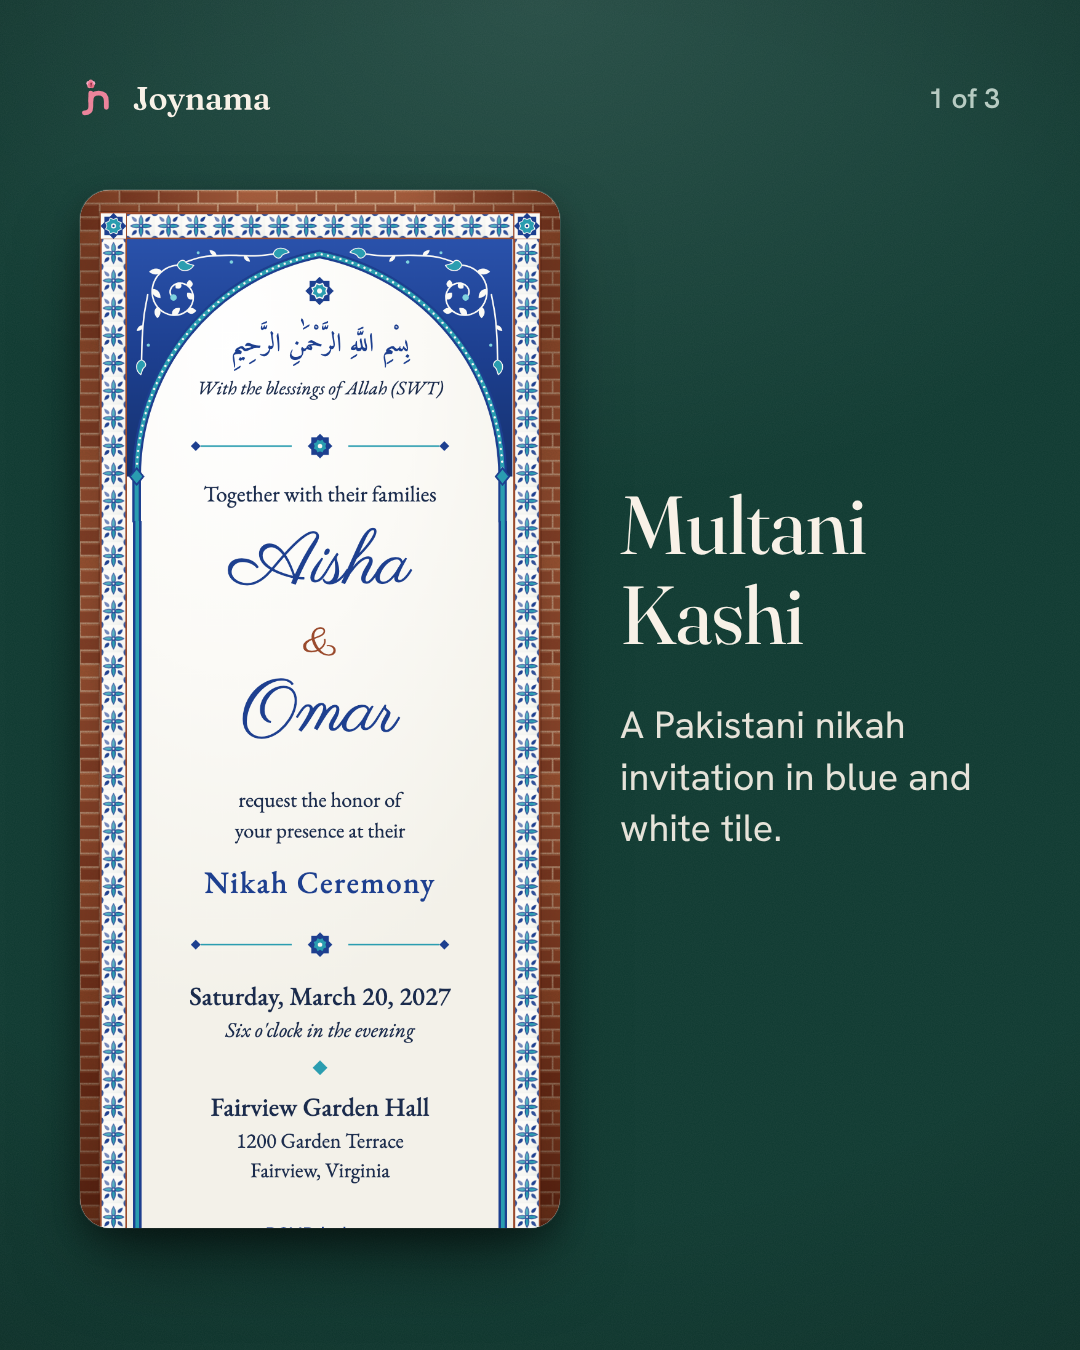 Joynama
1 of 3
بِسْمِ اللَّهِ الرَّحْمَٰنِ الرَّحِيمِ
With the blessings of Allah (SWT)
Together with their families
Aisha
&
Omar
request the honor of
your presence at their
Nikah Ceremony
Saturday, March 20, 2027
Six o'clock in the evening
Fairview Garden Hall
1200 Garden Terrace
Fairview, Virginia
Multani
Kashi
A Pakistani nikah
invitation in blue and
white tile.